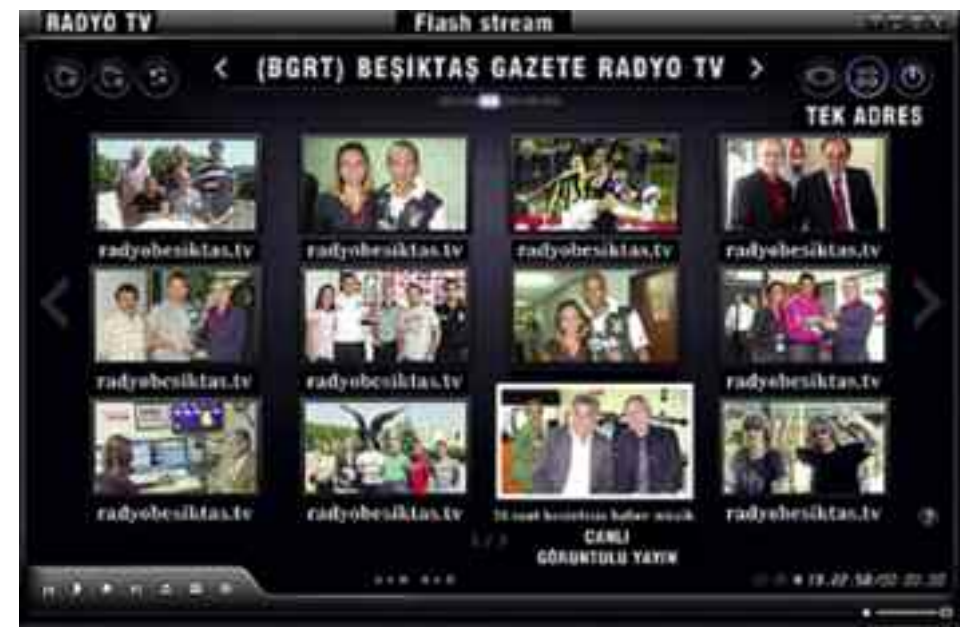 RADYO TV
Flash stream
< (BGRT) BEŞİKTAŞ GAZETE RADYO TV >
TEK ADRES
radyobesiktas.tv radyobesiktas.tv radyobesiktas.tv radyobesiktas.tv
radyobesiktas.tv radyobesiktas.tv radyobesiktas.tv
radyobesiktas.tv radyobesiktas.tv radyobesiktas.tv
CANLI
GÖRÜNTÜLÜ YAYIN